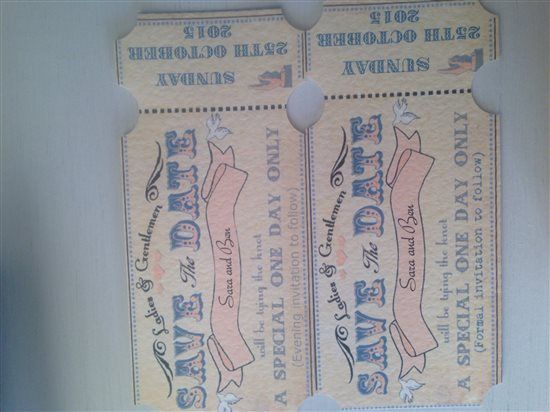 Ladies & Gentlemen
SAVE The DATE
Sara and Ben
will be tying the knot
A SPECIAL ONE DAY ONLY
(Evening invitation to follow)
SUNDAY
25TH OCTOBER
2015
Ladies & Gentlemen
SAVE The DATE
Sara and Ben
will be tying the knot
A SPECIAL ONE DAY ONLY
(Formal invitation to follow)
SUNDAY
25TH OCTOBER
2015